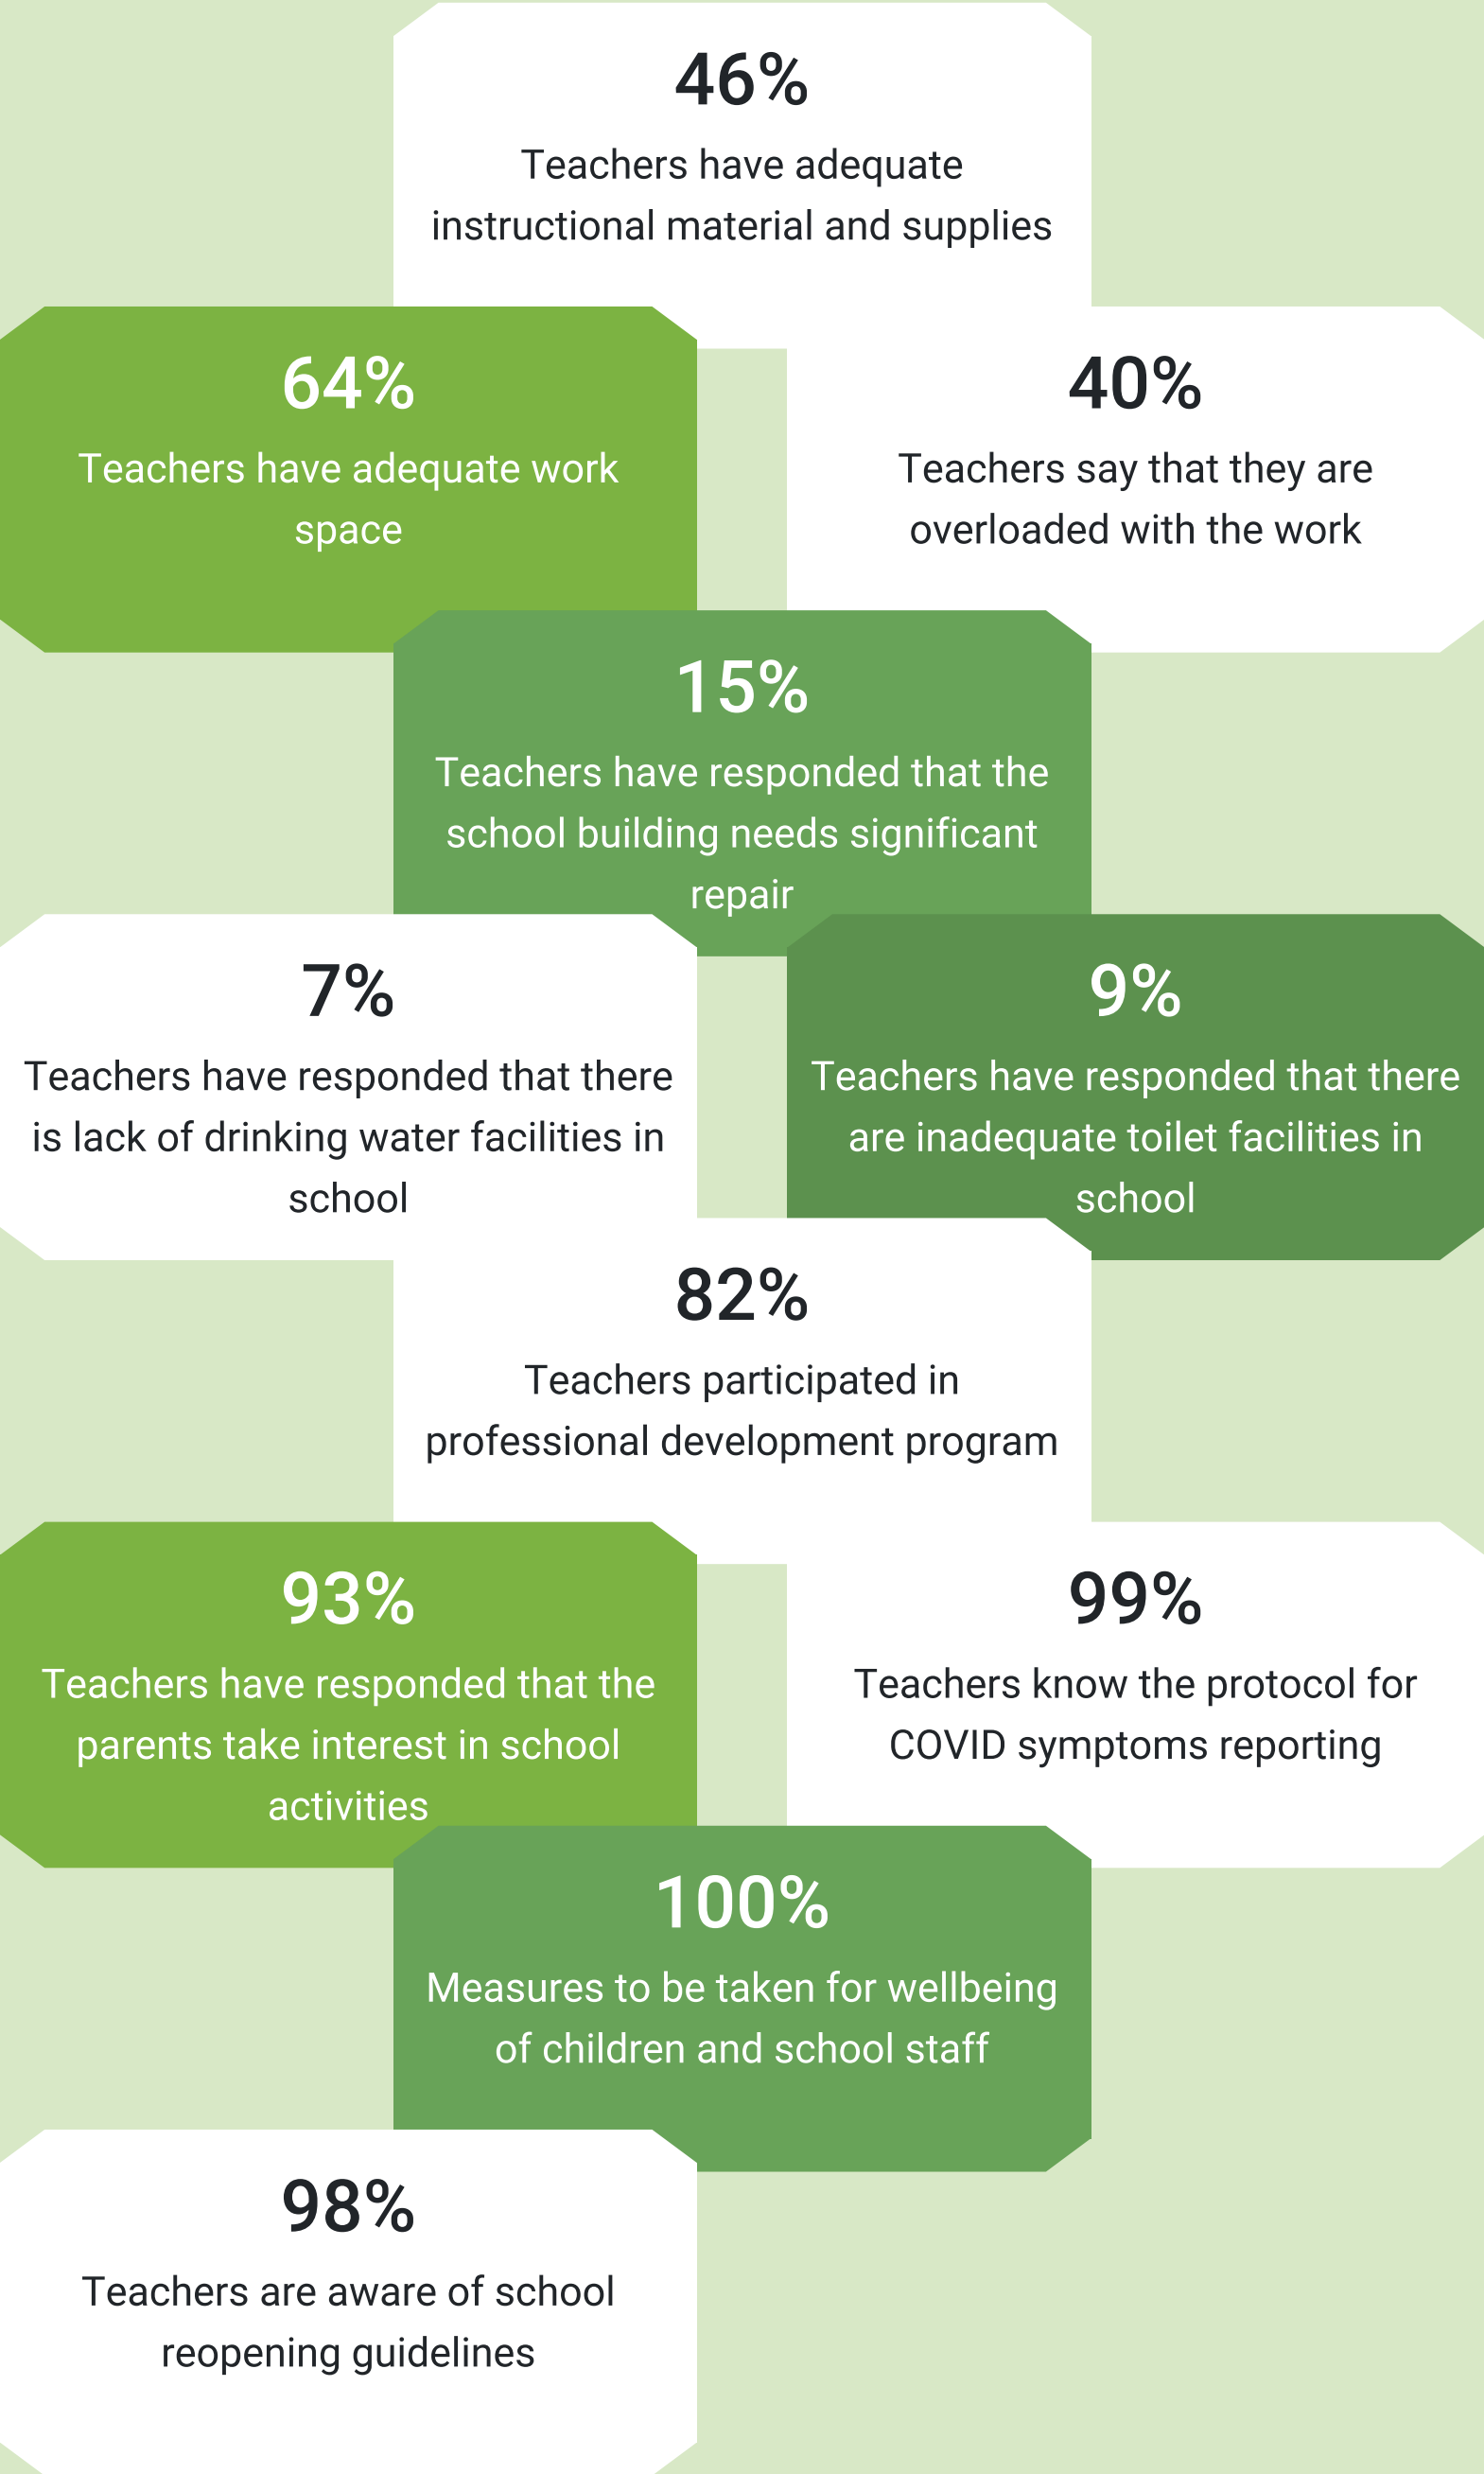 46%
Teachers have adequate
instructional material and supplies
64%
Teachers have adequate work
space
40%
Teachers say that they are
overloaded with the work
15%
Teachers have responded that the
school building needs significant
repair
7%
Teachers have responded that there
is lack of drinking water facilities in
school
9%
Teachers have responded that there
are inadequate toilet facilities in
school
82%
Teachers participated in
professional development program
93%
Teachers have responded that the
parents take interest in school
activities
99%
Teachers know the protocol for
COVID symptoms reporting
100%
Measures to be taken for wellbeing
of children and school staff
98%
Teachers are aware of school
reopening guidelines